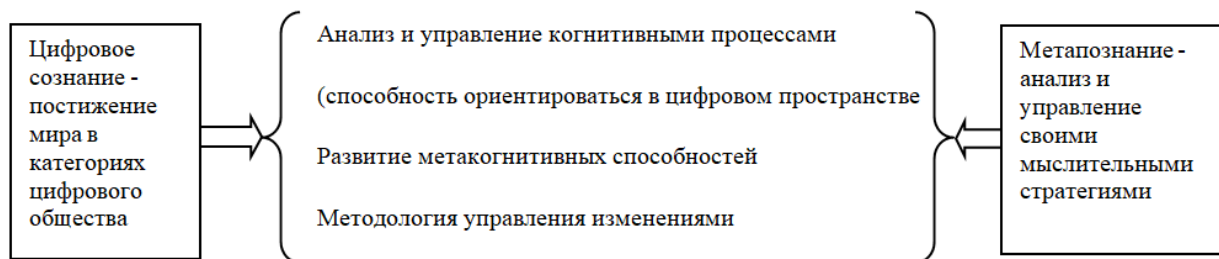 Цифровое
сознание -
постижение
мира в
категориях
цифрового
общества
Анализ и управление когнитивными процессами
(способность ориентироваться в цифровом пространстве
Развитие метакогнитивных способностей
Методология управления изменениями
Метапознание -
анализ и
управление
своими
мыслительными
стратегиями